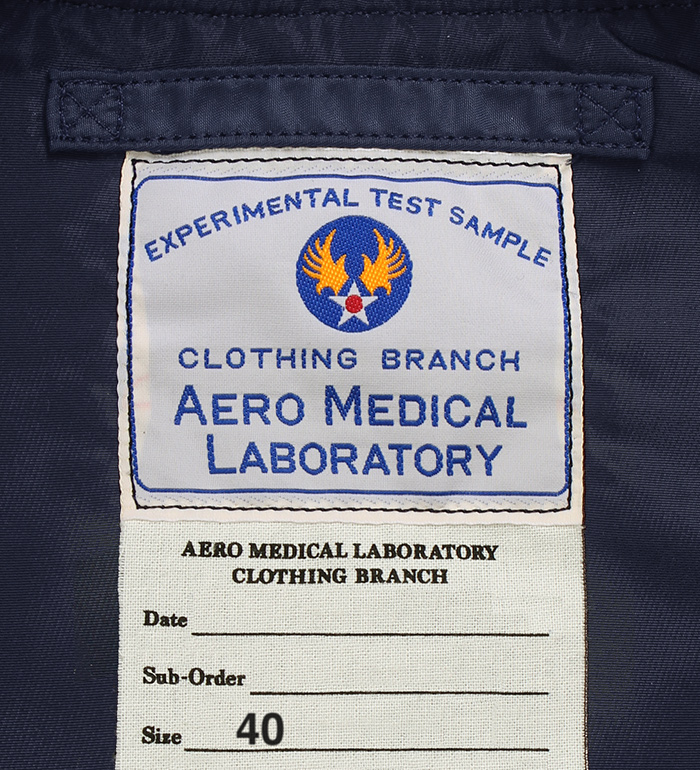 EXPERIMENTAL TEST SAMPLE
CLOTHING BRANCH
AERO MEDICAL
LABORATORY
AERO MEDICAL LABORATORY
CLOTHING BRANCH
Date
Sub-Order
Size 40